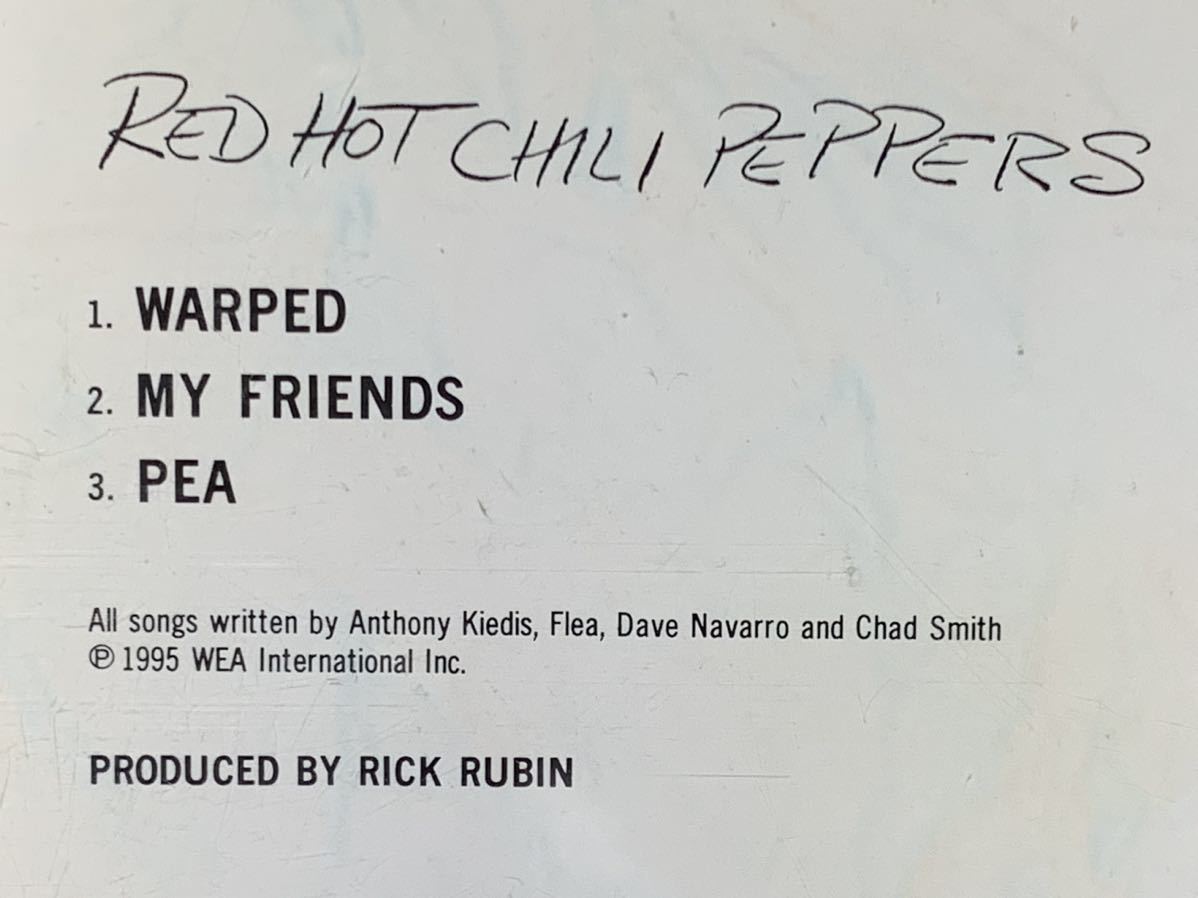 RED HOT CHILI PEPPERS
1. WARPED
2. MY FRIENDS
3. PEA
All songs written by Anthony Kiedis, Flea, Dave Navarro and Chad Smith
℗ 1995 WEA International Inc.
PRODUCED BY RICK RUBIN